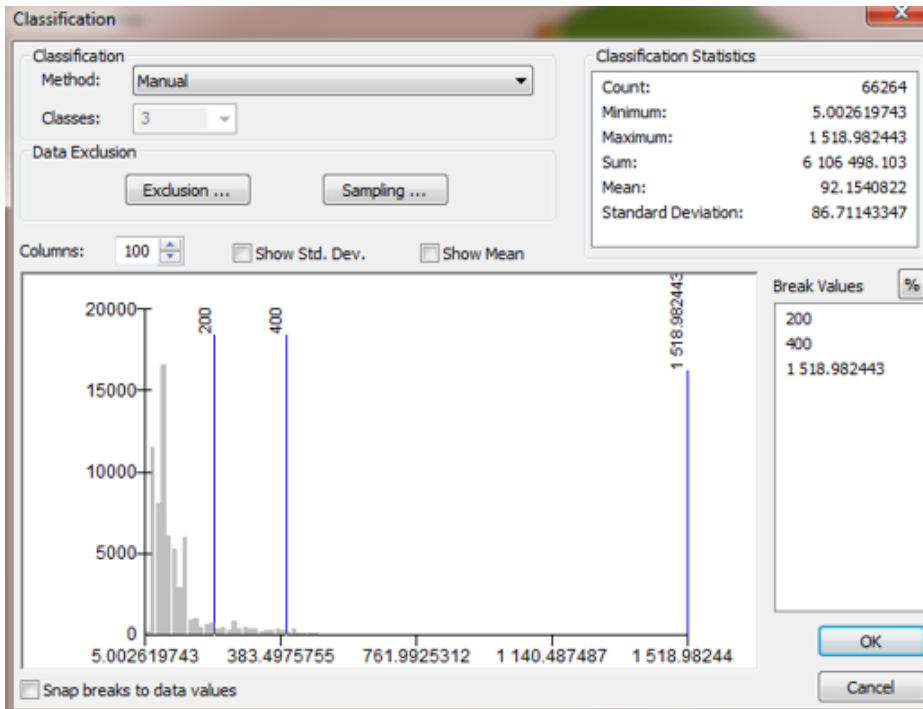 Classification
Classification
Method: Manual
Classes: 3
Data Exclusion
Exclusion ...
Sampling ...
Classification Statistics
Count: 66264
Minimum: 5.002619743
Maximum: 1 518.982443
Sum: 6 106 498.103
Mean: 92.1540822
Standard Deviation: 86.71143347
Columns: 100
Show Std. Dev.
Show Mean
Break Values %
200
400
1 518.982443
20000
15000
10000
5000
0
200
400
1 518.982443
5.002619743 383.4975755 761.9925312 1 140.487487 1 518.98244
Snap breaks to data values
OK
Cancel